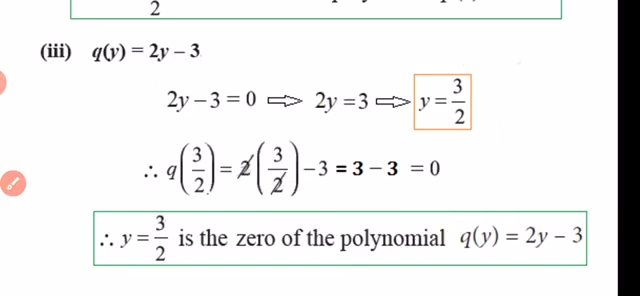 2
(iii) q(y) = 2y – 3
2y – 3 = 0 ⇨ 2y = 3 ⇨ y = 3/2
∴ q(3/2) = 2(3/2) – 3 = 3 – 3 = 0
∴ y = 3/2 is the zero of the polynomial q(y) = 2y – 3